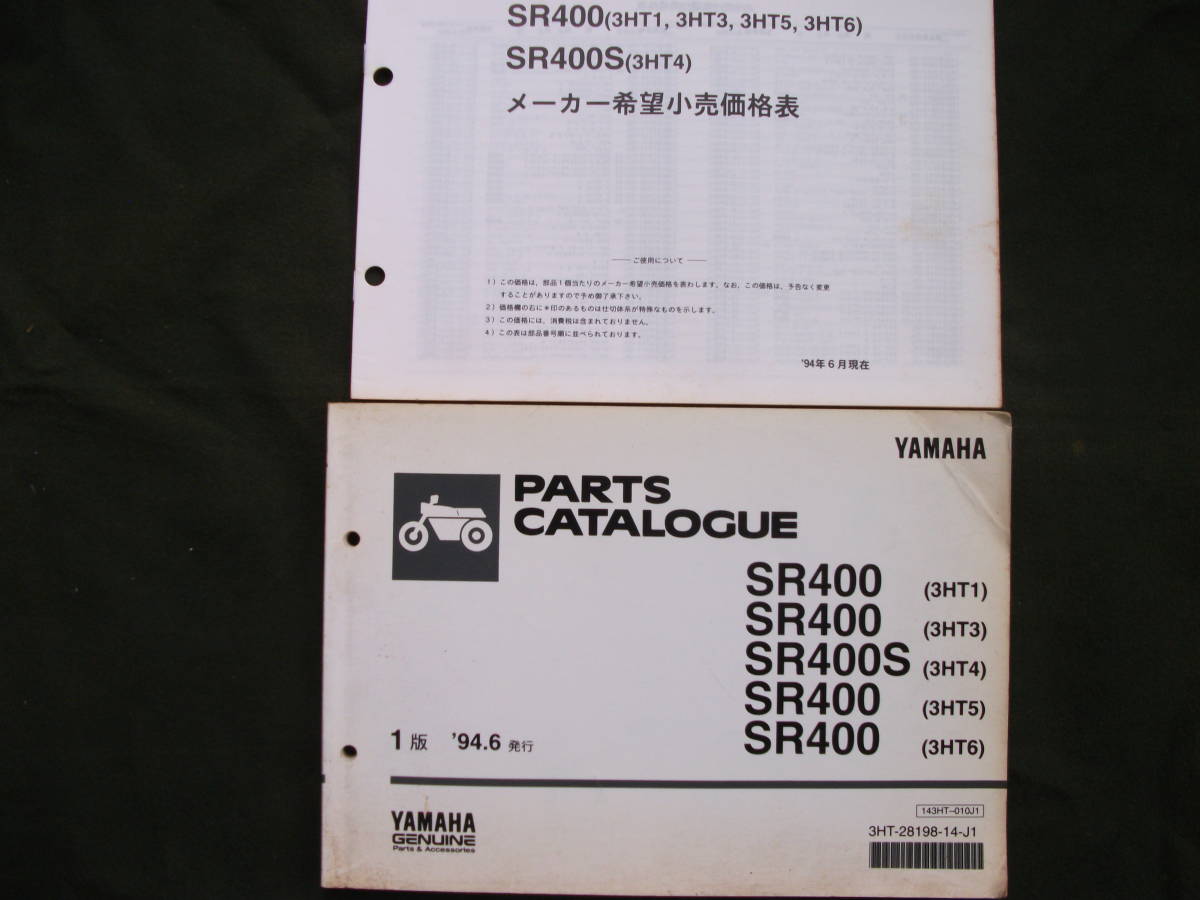 SR400(3HT1, 3HT3, 3HT5, 3HT6)
SR400S(3HT4)
メーカー希望小売価格表
ご使用について
1）この価格は、部品1個当たりのメーカー希望小売価格を表わします。なお、この価格は、予告なく変更
することがありますので予め御了承下さい。
2）価格欄の右に＊印のあるものは仕切体系が特殊なものを示します。
3）この価格には、消費税は含まれておりません。
4）この表は部品番号順に並べられております。
'94年6月現在
YAMAHA
PARTS
CATALOGUE
SR400 (3HT1)
SR400 (3HT3)
SR400S (3HT4)
SR400 (3HT5)
SR400 (3HT6)
1版 '94.6 発行
143HT-010J1
3HT-28198-14-J1
YAMAHA
GENUINE
Parts & Accessories